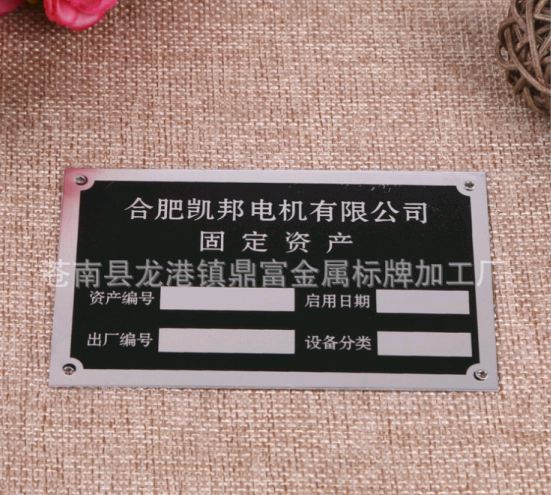 合肥凯邦电机有限公司
固定资产
苍南县龙港镇鼎富金属标牌加工厂
资产编号 启用日期
出厂编号 设备分类